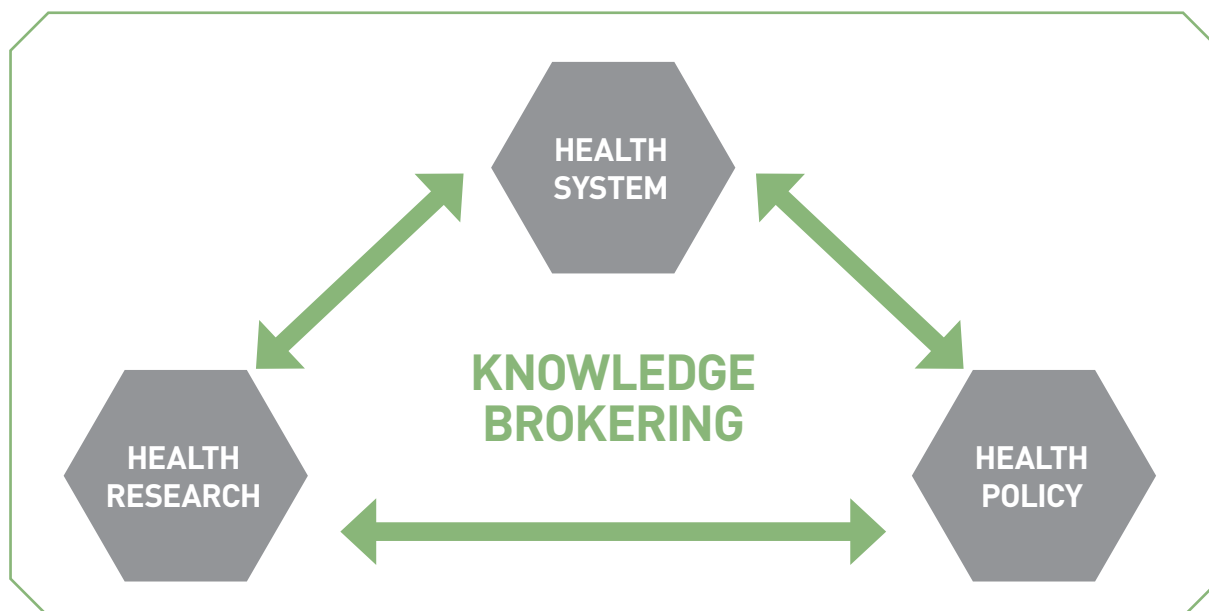 HEALTH
SYSTEM
KNOWLEDGE
BROKERING
HEALTH
RESEARCH
HEALTH
POLICY